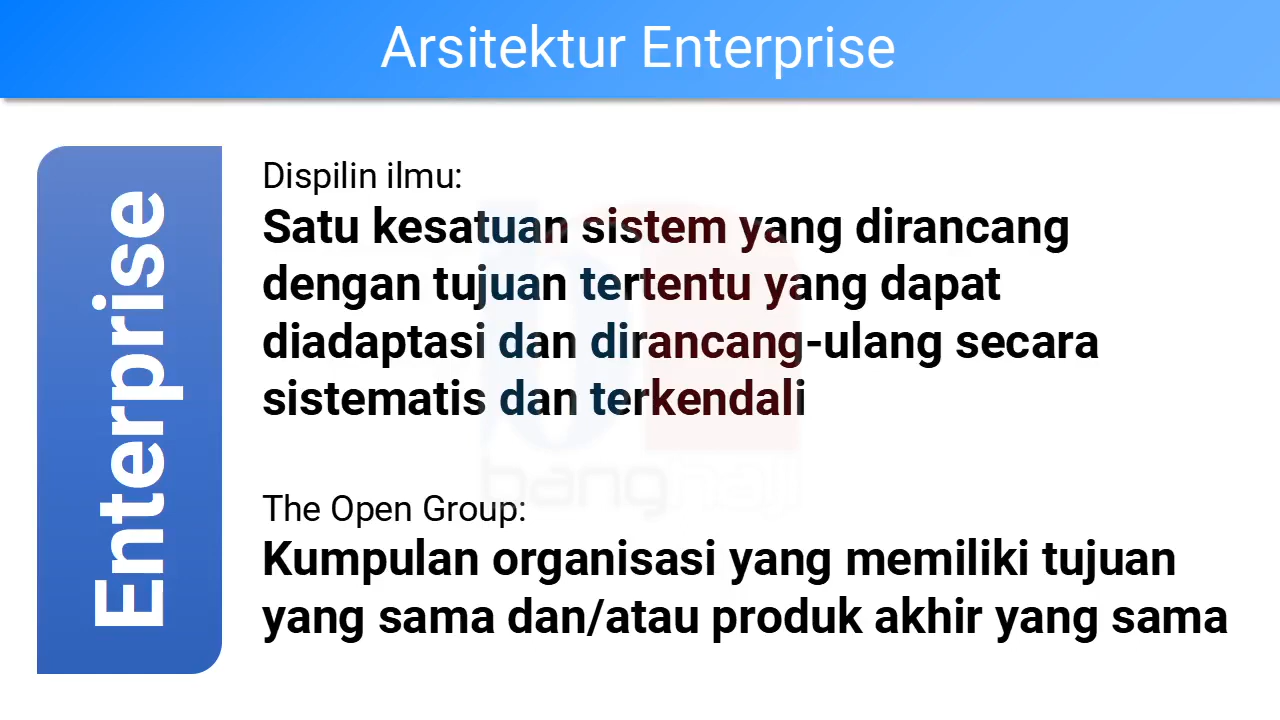 Arsitektur Enterprise
Enterprise
Dispilin ilmu:
Satu kesatuan sistem yang dirancang
dengan tujuan tertentu yang dapat
diadaptasi dan dirancang-ulang secara
sistematis dan terkendali
The Open Group:
Kumpulan organisasi yang memiliki tujuan
yang sama dan/atau produk akhir yang sama